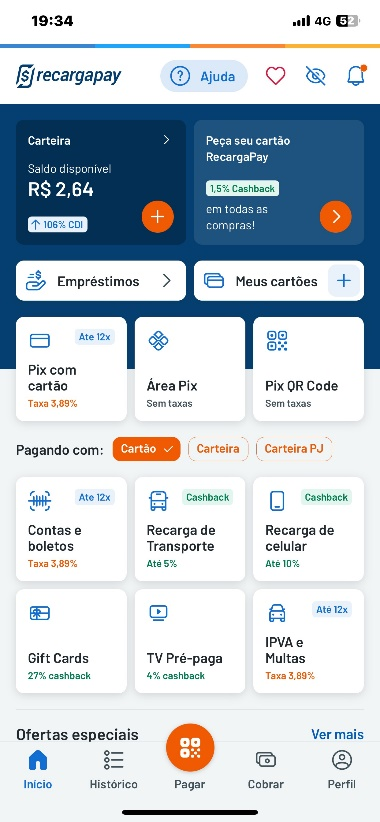 19:34
4G 52
recargapay
Ajuda
Carteira
Saldo disponível
R$ 2,64
↑ 106% CDI
Peça seu cartão
RecargaPay
1,5% Cashback
em todas as
compras!
Empréstimos
Meus cartões
Até 12x
Pix com
cartão
Taxa 3,89%
Área Pix
Sem taxas
Pix QR Code
Sem taxas
Pagando com:
Cartão
Carteira
Carteira PJ
Até 12x
Contas e
boletos
Taxa 3,89%
Cashback
Recarga de
Transporte
Até 5%
Cashback
Recarga de
celular
Até 10%
Gift Cards
27% cashback
TV Pré-paga
4% cashback
Até 12x
IPVA e
Multas
Taxa 3,89%
Ofertas especiais
Ver mais
Início
Histórico
Pagar
Cobrar
Perfil